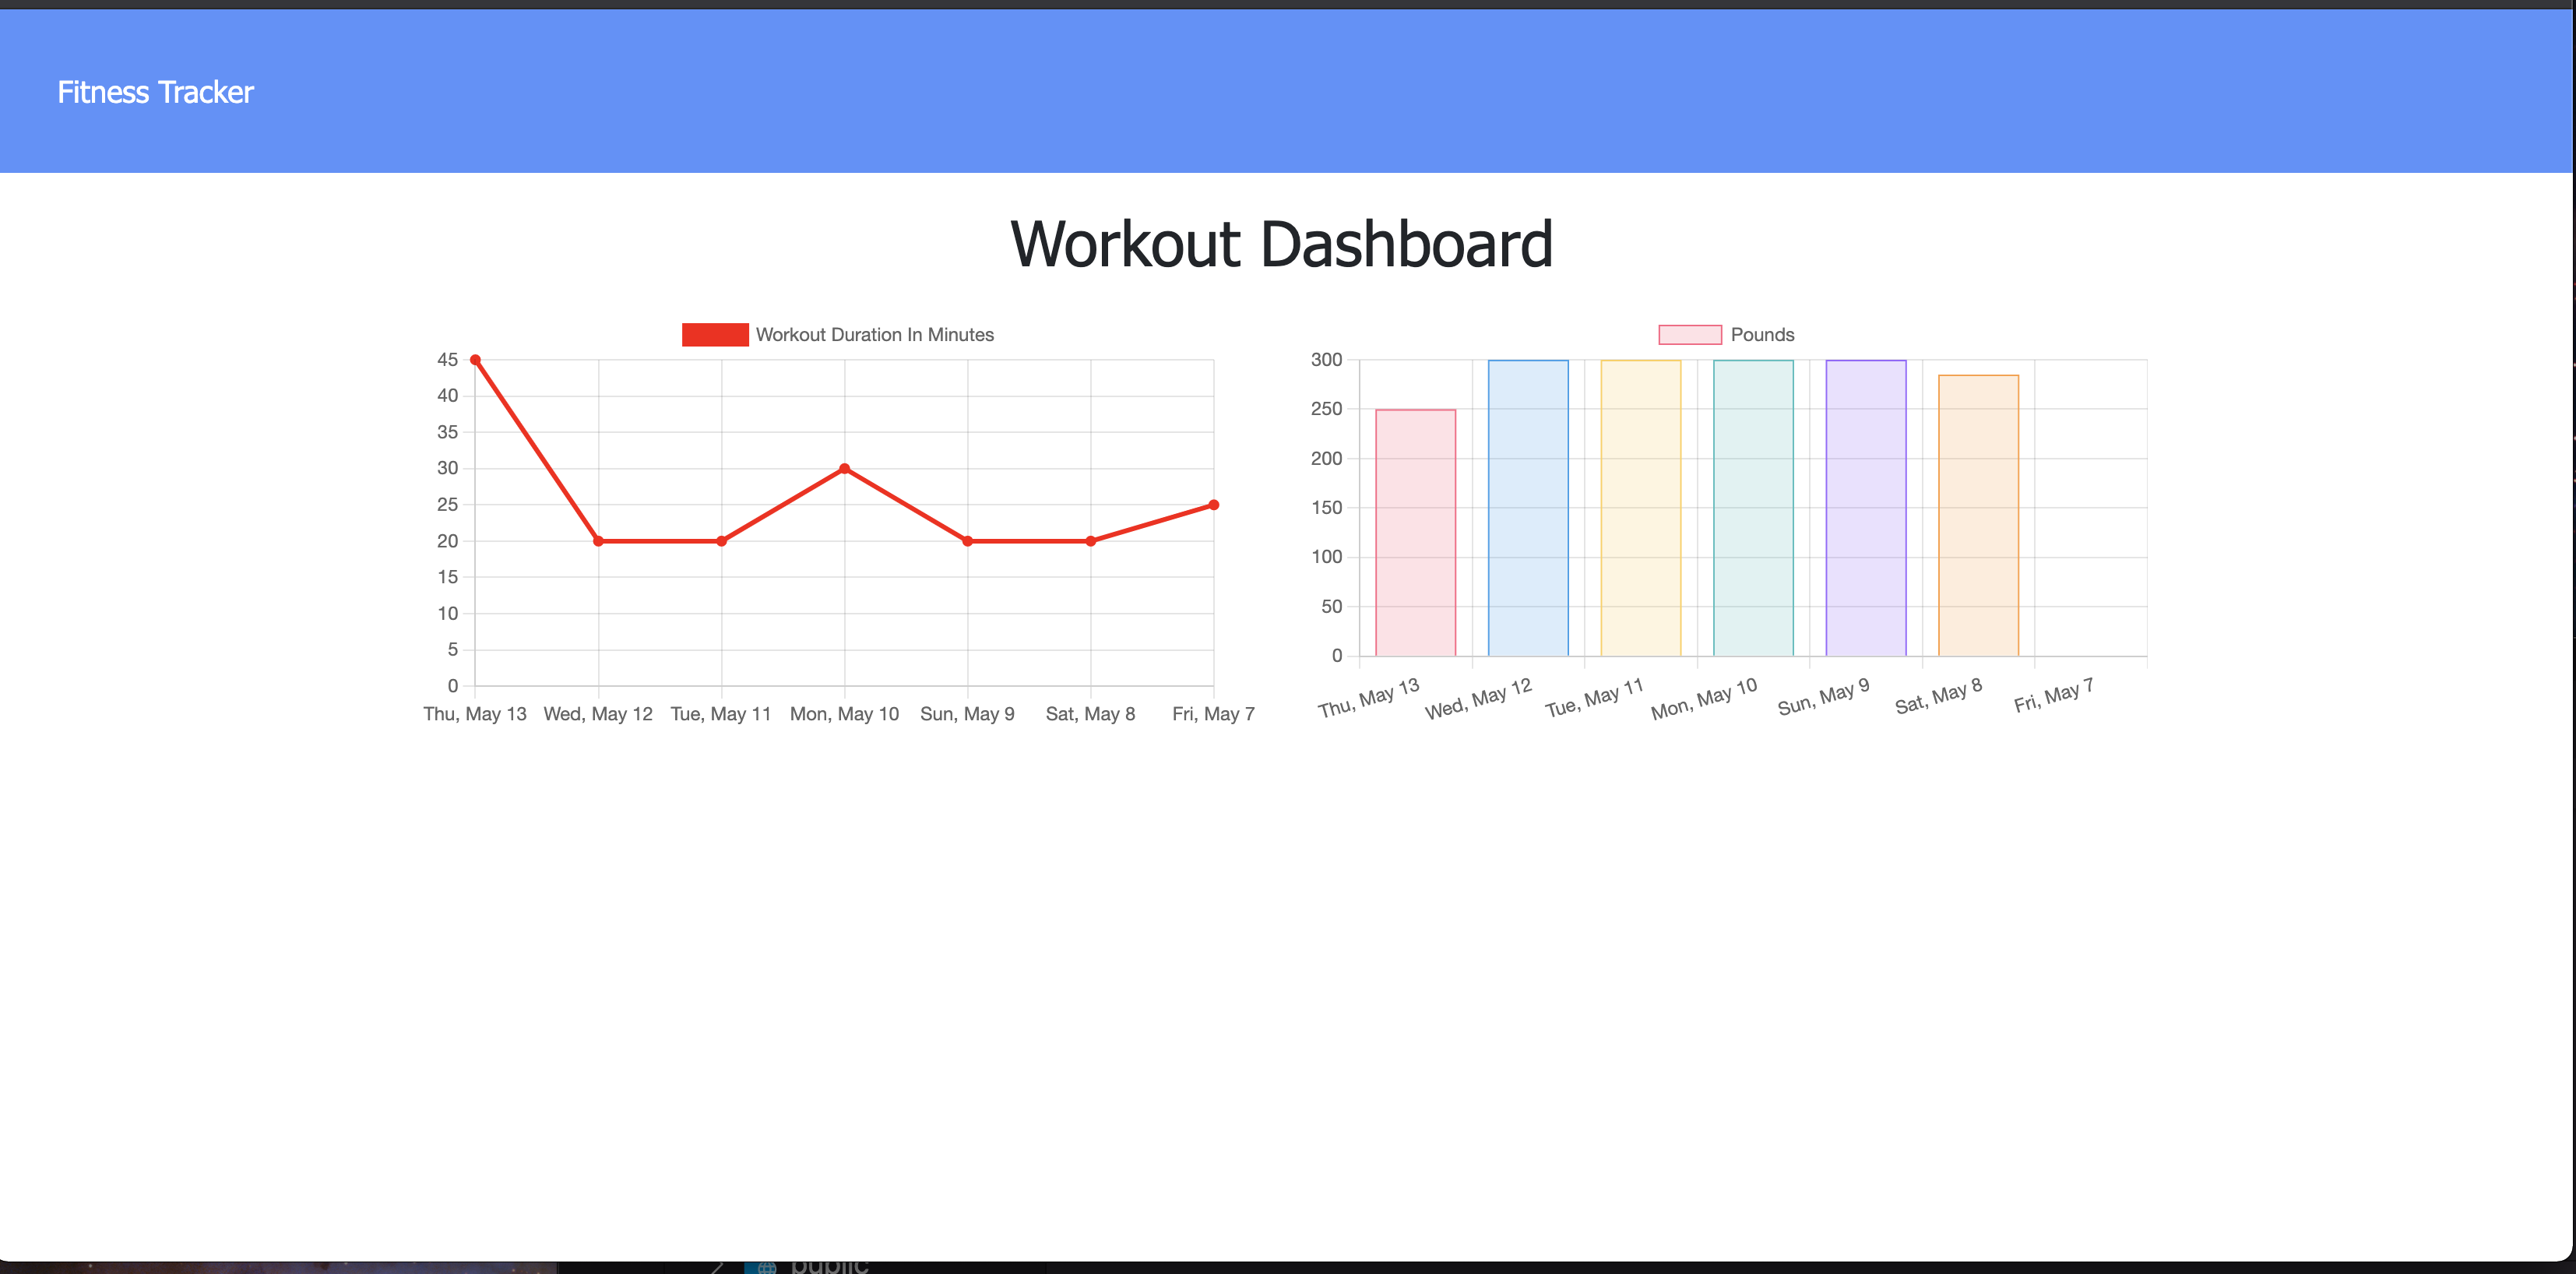 Fitness Tracker
Workout Dashboard
Workout Duration In Minutes
45
40
35
30
25
20
15
10
5
0
Thu, May 13 Wed, May 12 Tue, May 11 Mon, May 10 Sun, May 9 Sat, May 8 Fri, May 7
Pounds
300
250
200
150
100
50
0
Thu, May 13 Wed, May 12 Tue, May 11 Mon, May 10 Sun, May 9 Sat, May 8 Fri, May 7
public